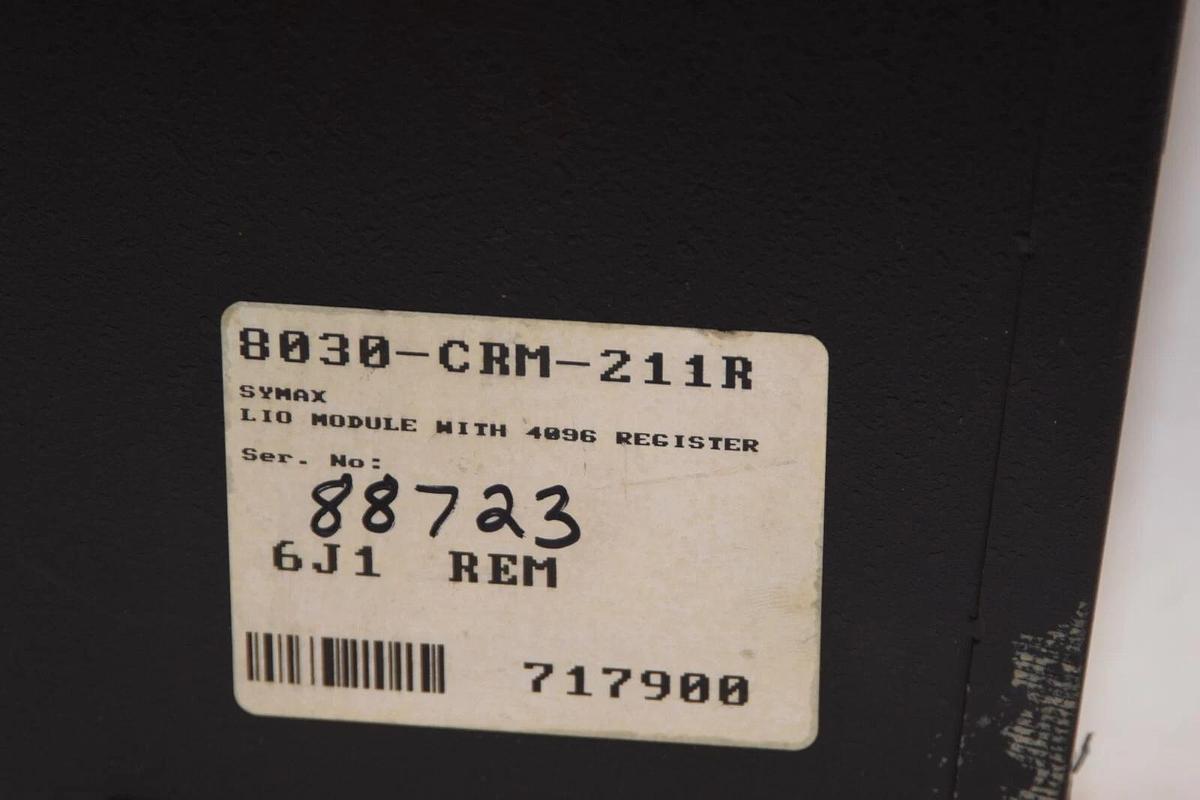 8030-CRM-211R
SYMAX
LIO MODULE WITH 4096 REGISTER
Ser. No:
88723
6J1 REM
717900